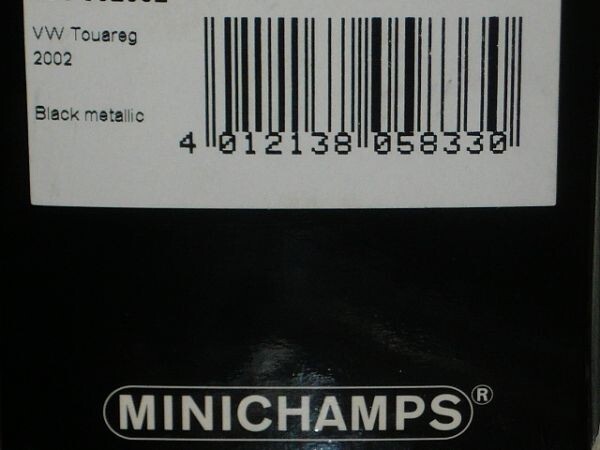 VW Touareg
2002
Black metallic
4 012138 058330
MINICHAMPS®